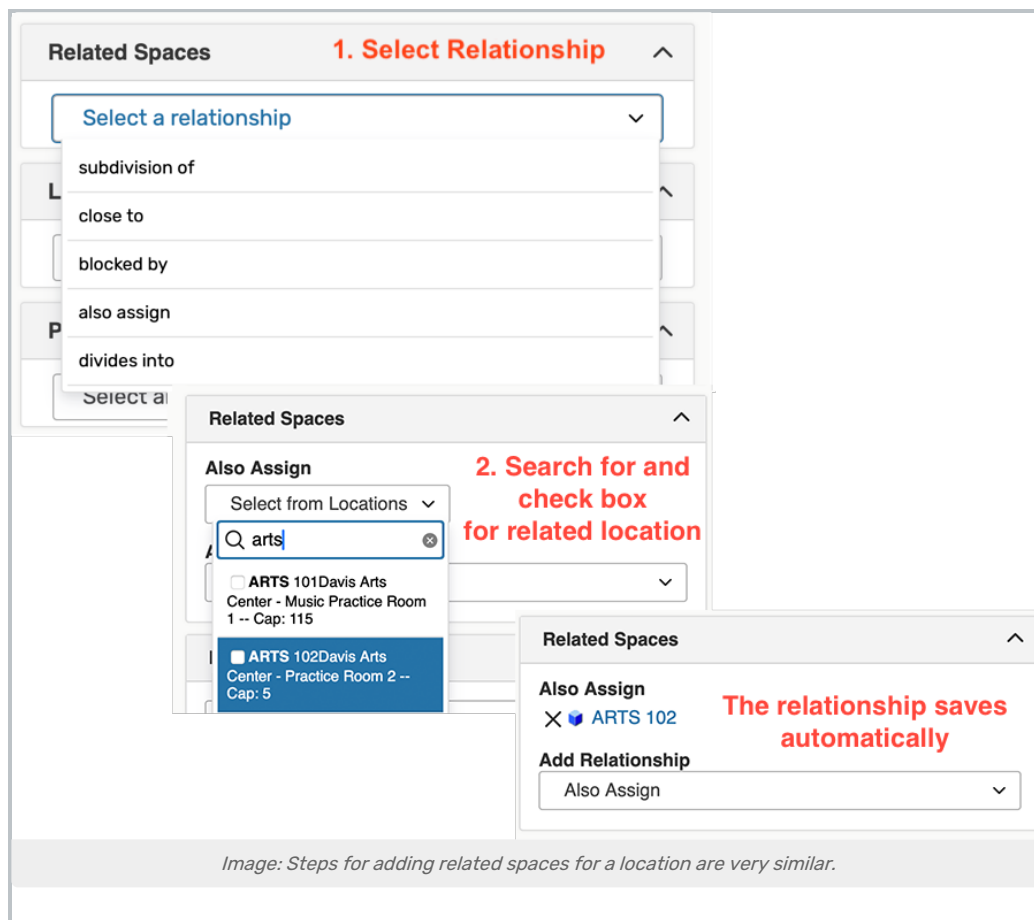 Related Spaces
1. Select Relationship
Select a relationship
subdivision of
L
close to
blocked by
also assign
P
divides into
Select a
Related Spaces
Also Assign
2. Search for and
check box
for related location
Select from Locations
arts
A
ARTS 101Davis Arts
Center - Music Practice Room
1 -- Cap: 115
ARTS 102Davis Arts
Center - Practice Room 2 --
Cap: 5
Related Spaces
Also Assign
ARTS 102
The relationship saves
automatically
Add Relationship
Also Assign
Image: Steps for adding related spaces for a location are very similar.